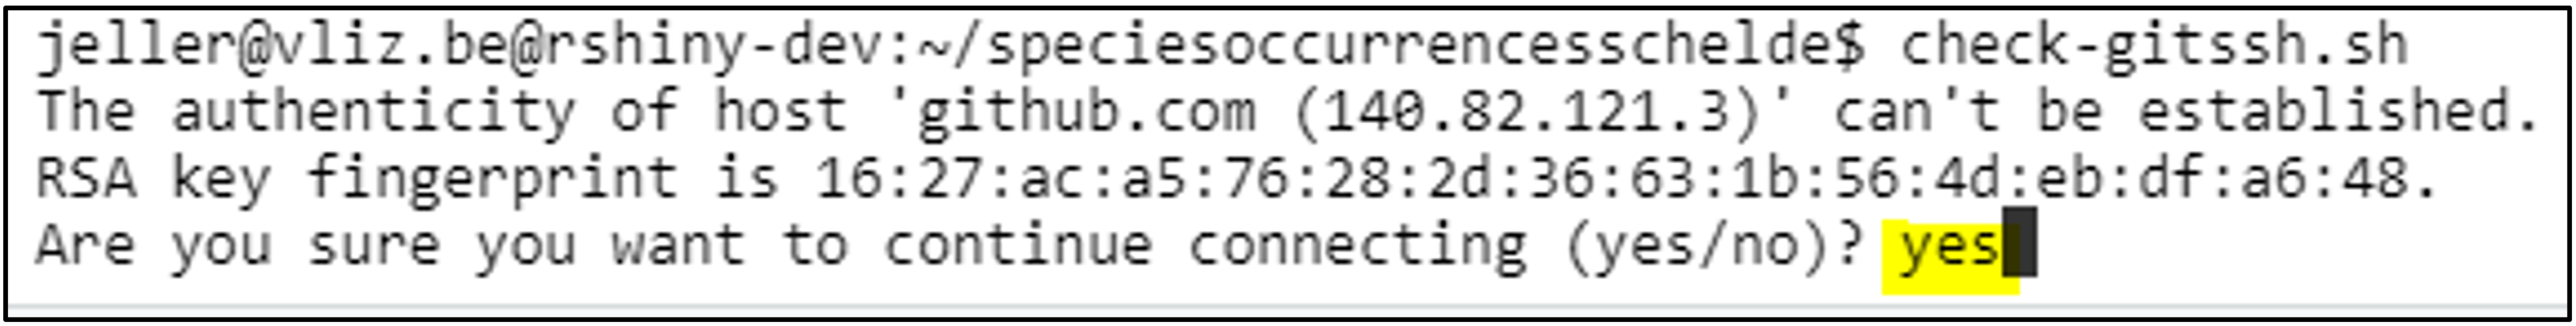 jeller@vliz.be@rshiny-dev:~/speciesoccurrencesschelde$ check-gitssh.sh
The authenticity of host 'github.com (140.82.121.3)' can't be established.
RSA key fingerprint is 16:27:ac:a5:76:28:2d:36:63:1b:56:4d:eb:df:a6:48.
Are you sure you want to continue connecting (yes/no)? yes